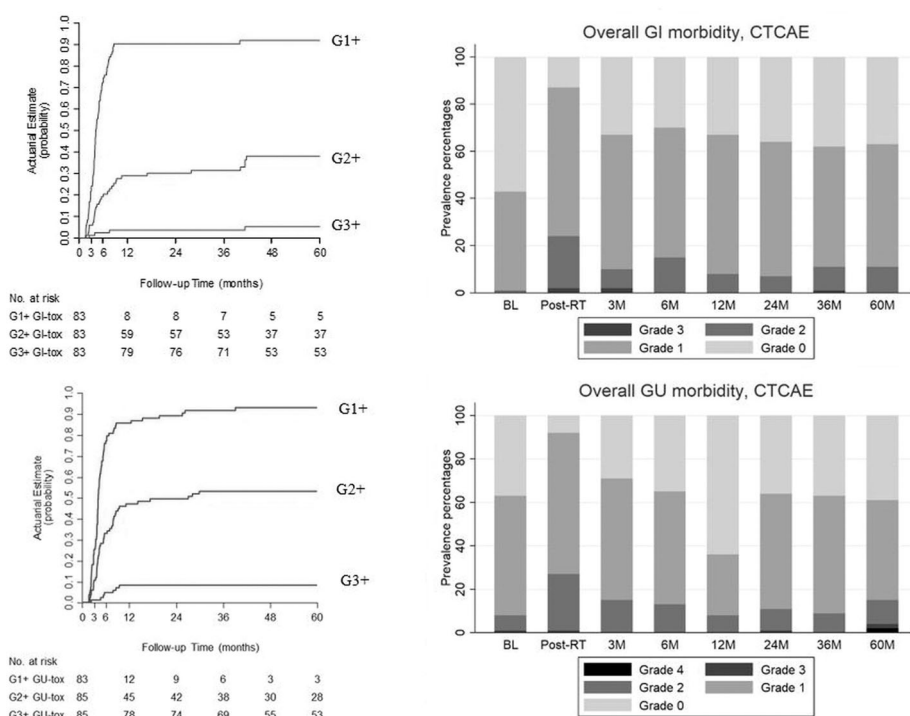 Actuarial Estimate
(probability)
1.0
0.9
0.8
0.7
0.6
0.5
0.4
0.3
0.2
0.1
0.0
G1+
G2+
G3+
0 3 6 12 24 36 48 60
Follow-up Time (months)
No. at risk
G1+ GI-tox 83 8 8 7 5 5
G2+ GI-tox 83 59 57 53 37 37
G3+ GI-tox 83 79 76 71 53 53
Overall GI morbidity, CTCAE
Prevalence percentages
100
80
60
40
20
0
BL Post-RT 3M 6M 12M 24M 36M 60M
Grade 3 Grade 2
Grade 1 Grade 0
Actuarial Estimate
(probability)
1.0
0.9
0.8
0.7
0.6
0.5
0.4
0.3
0.2
0.1
0.0
G1+
G2+
G3+
0 3 6 12 24 36 48 60
Follow-up Time (months)
No. at risk
G1+ GU-tox 83 12 9 6 3 3
G2+ GU-tox 85 45 42 38 30 28
G3+ GU-tox 85 78 74 69 55 53
Overall GU morbidity, CTCAE
Prevalence percentages
100
80
60
40
20
0
BL Post-RT 3M 6M 12M 24M 36M 60M
Grade 4 Grade 3
Grade 2 Grade 1
Grade 0